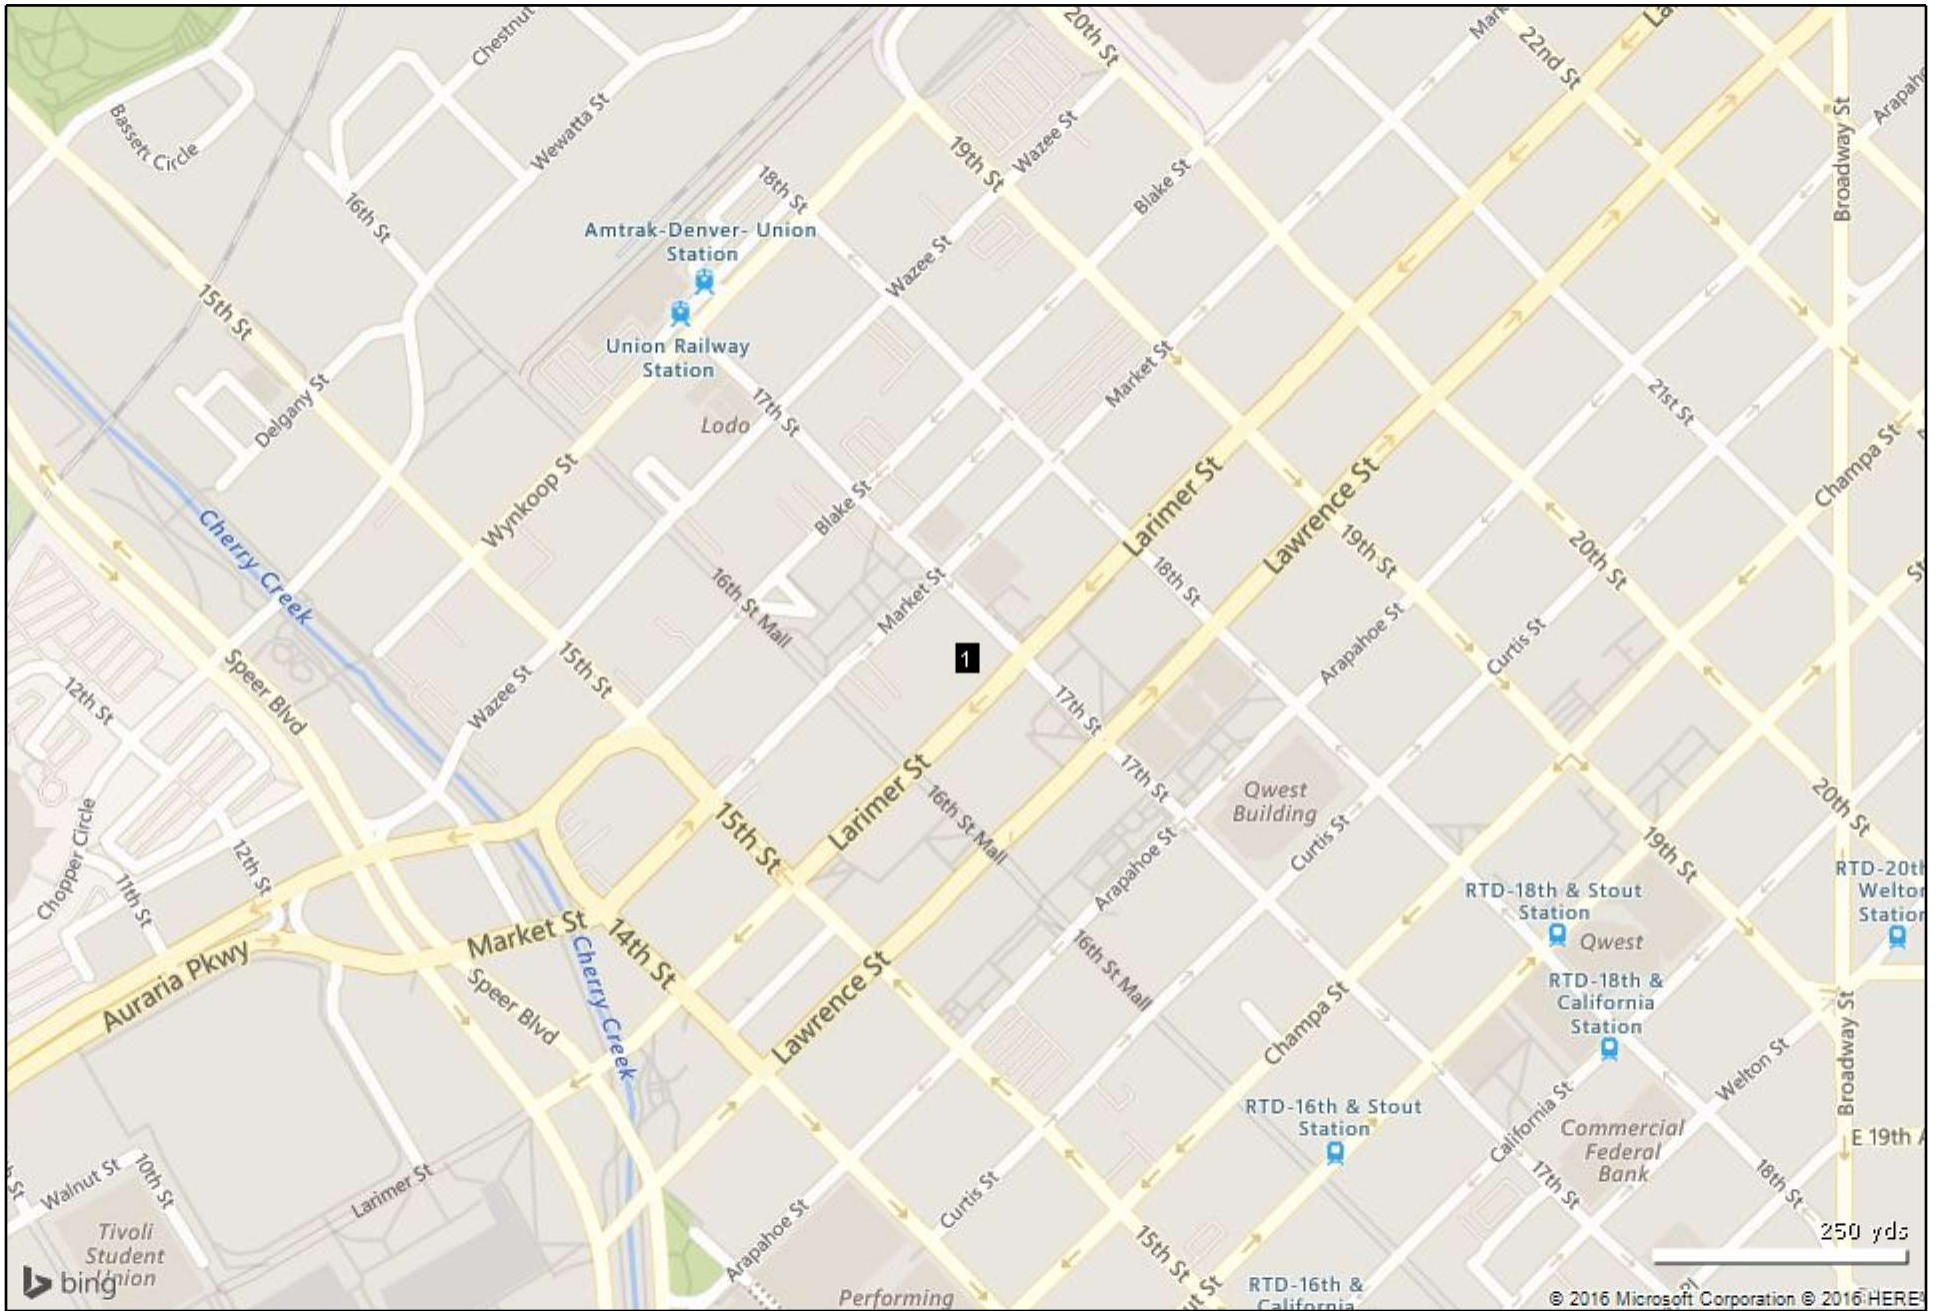 Chestnut
20th St
22nd St
Bassett Circle
Wewatta St
Wazee St
Broadway St
Arapahoe
19th St
18th St
Blake St
16th St
Amtrak-Denver- Union
Station
Wazee St
15th St
Union Railway
Station
Market St
17th St
21st St
Delgany St
Lodo
Champa St
Wynkoop St
Blake St
Larimer St
Lawrence St
Cherry Creek
19th St
20th St
16th St Mall
Market St
18th St
Arapahoe St
Curtis St
1
15th St
Speer Blvd
12th St
Wazee St
17th St
17th St
Qwest
Building
Larimer St
16th St Mall
15th St
20th St
Chopper Circle
12th St
11th St
Curtis St
Arapahoe St
19th St
RTD-18th & Stout
Station
RTD-20th
Welton
Station
Qwest
Market St
14th St
Auraria Pkwy
Speer Blvd
Cherry Creek
Lawrence St
16th St Mall
Champa St
RTD-18th &
California
Station
Broadway St
Welton St
RTD-16th & Stout
Station
California St
Commercial
Federal
Bank
E 19th A
Walnut St
10th St
Larimer St
17th St
18th St
Curtis St
Arapahoe St
15th St
Tivoli
Student
Union
250 yds
bing
Performing
RTD-16th &
California
© 2016 Microsoft Corporation © 2016 HERE